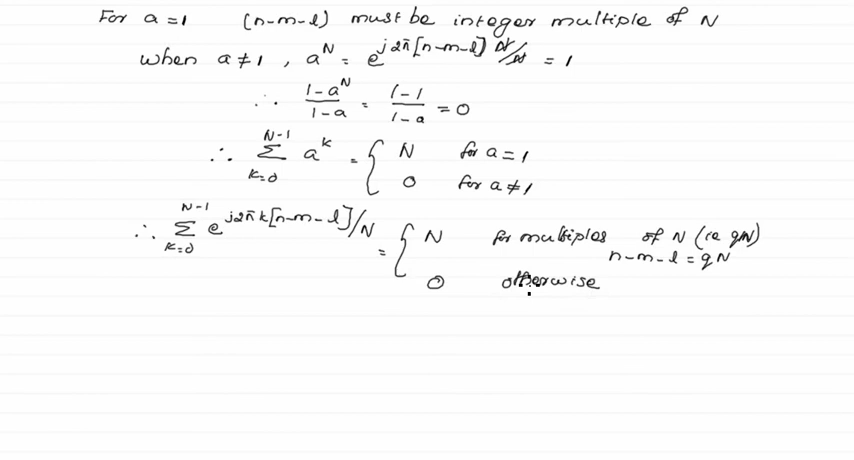 For a = 1 (n-m-l) must be integer multiple of N
when a ≠ 1, a^N = e^{j2π[n-m-l] N/N} = 1
∴ (1-a^N)/(1-a) = (1-1)/(1-a) = 0
∴ Σ_{k=0}^{N-1} a^k = { N for a = 1
0 for a ≠ 1
∴ Σ_{k=0}^{N-1} e^{j2πk[n-m-l]/N} = { N for multiples of N (ie qN)
n-m-l = qN
0 otherwise